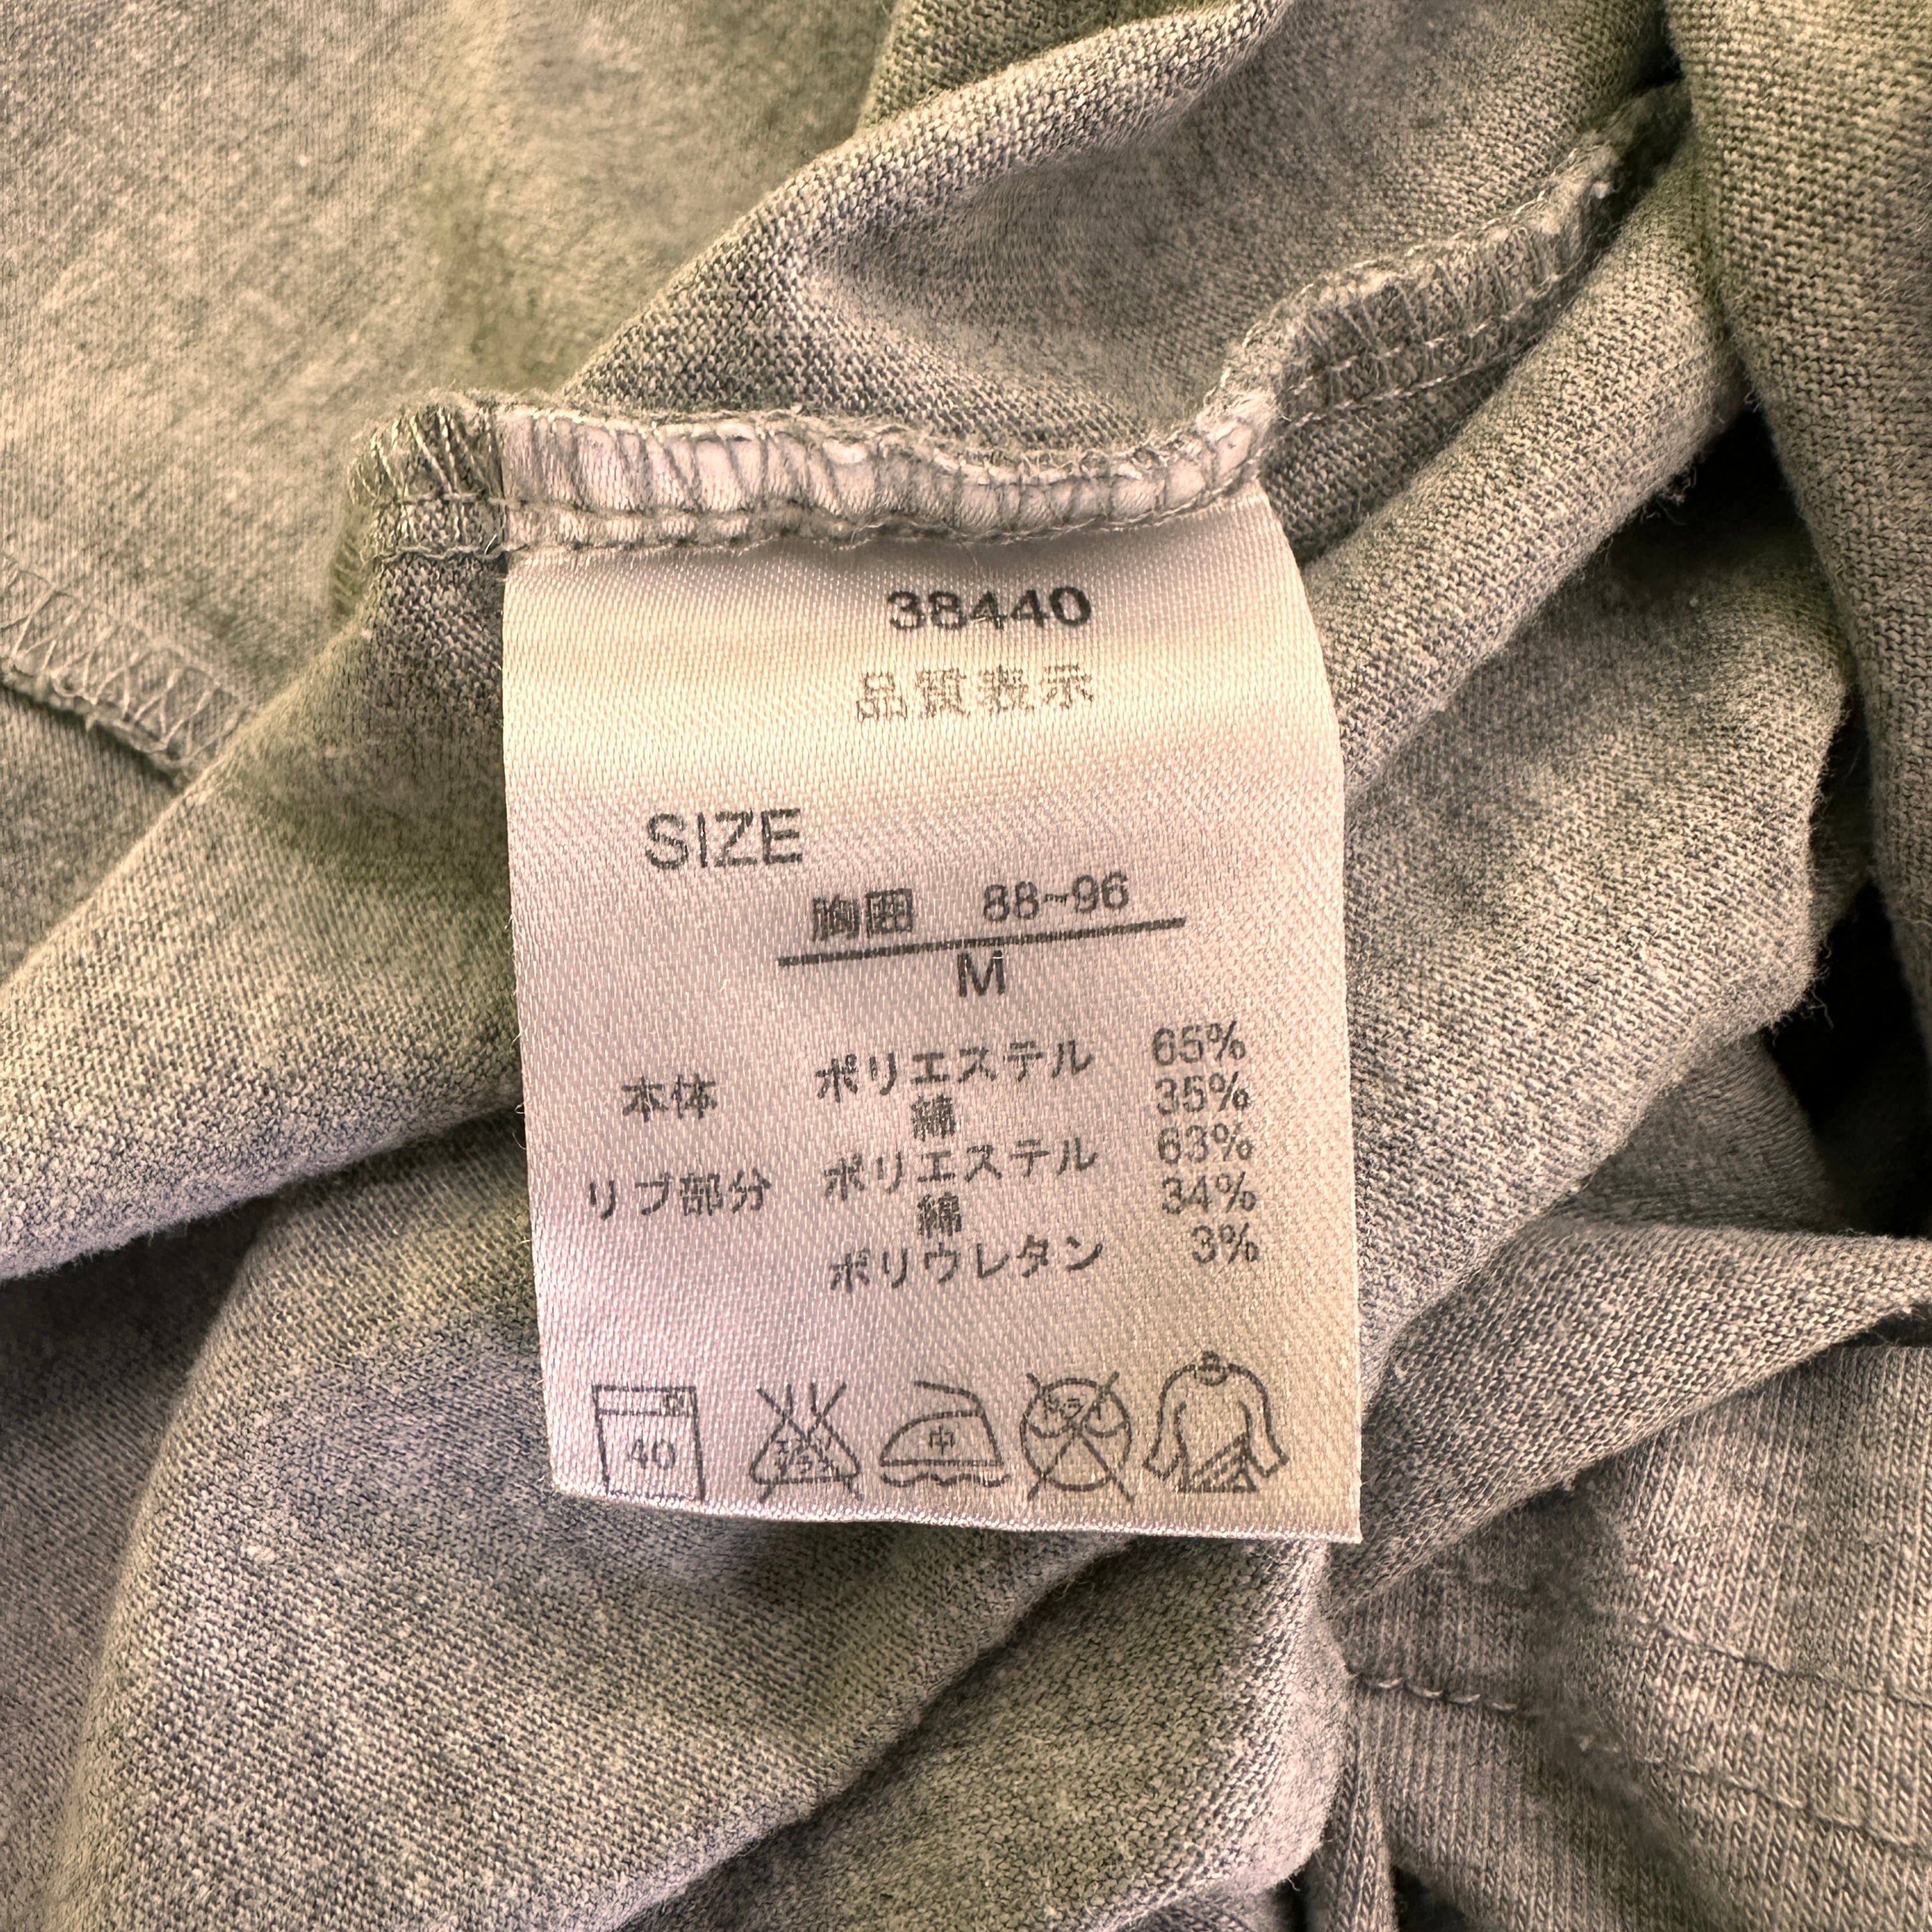 38440
品質表示
SIZE
胸囲 88~96
M
本体 ポリエステル 65%
綿 35%
リブ部分 ポリエステル 63%
綿 34%
ポリウレタン 3%
40
中